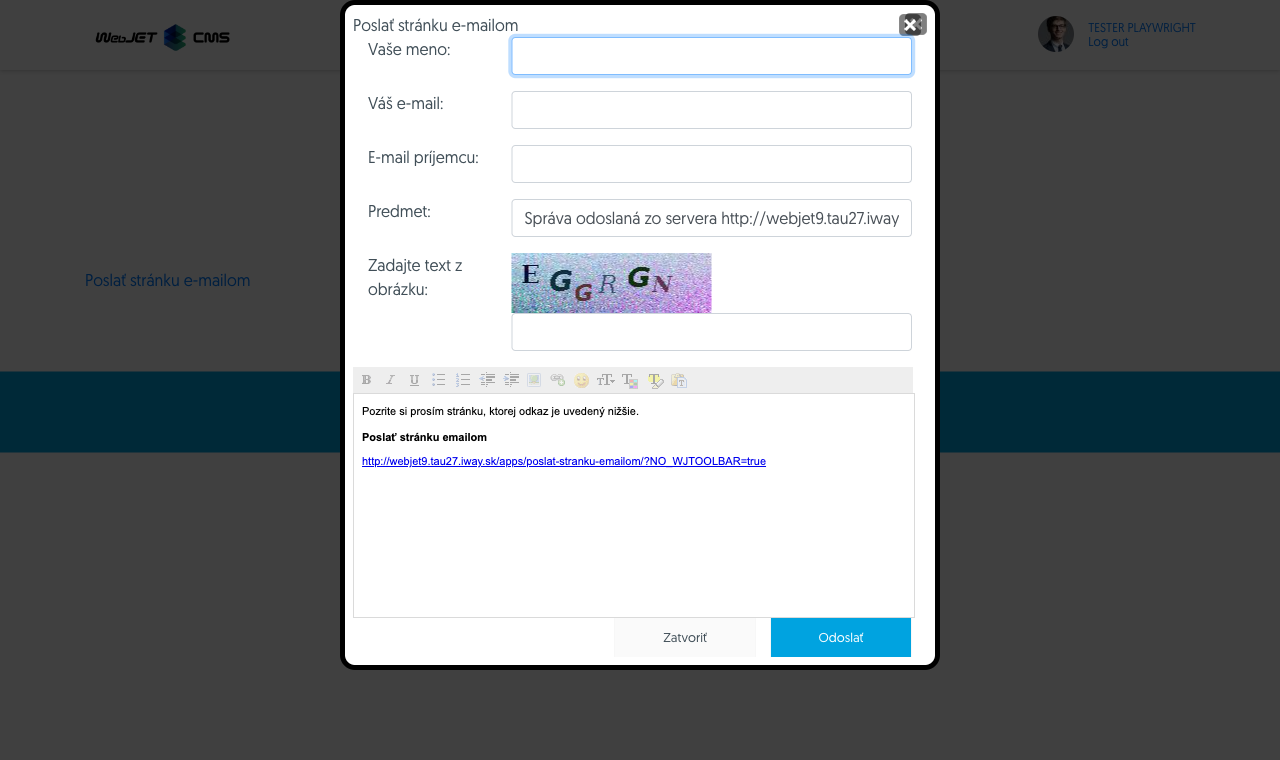 WebJET CMS
TESTER PLAYWRIGHT
Log out
Poslať stránku e-mailom
Poslať stránku e-mailom
Vaše meno:
Váš e-mail:
E-mail príjemcu:
Predmet:
Správa odoslaná zo servera http://webjet9.tau27.iway
Zadajte text z
obrázku:
E G G R G N
B I U
Pozrite si prosím stránku, ktorej odkaz je uvedený nižšie.
Poslať stránku emailom
http://webjet9.tau27.iway.sk/apps/poslat-stranku-emailom/?NO_WJTOOLBAR=true
Zatvoriť
Odoslať